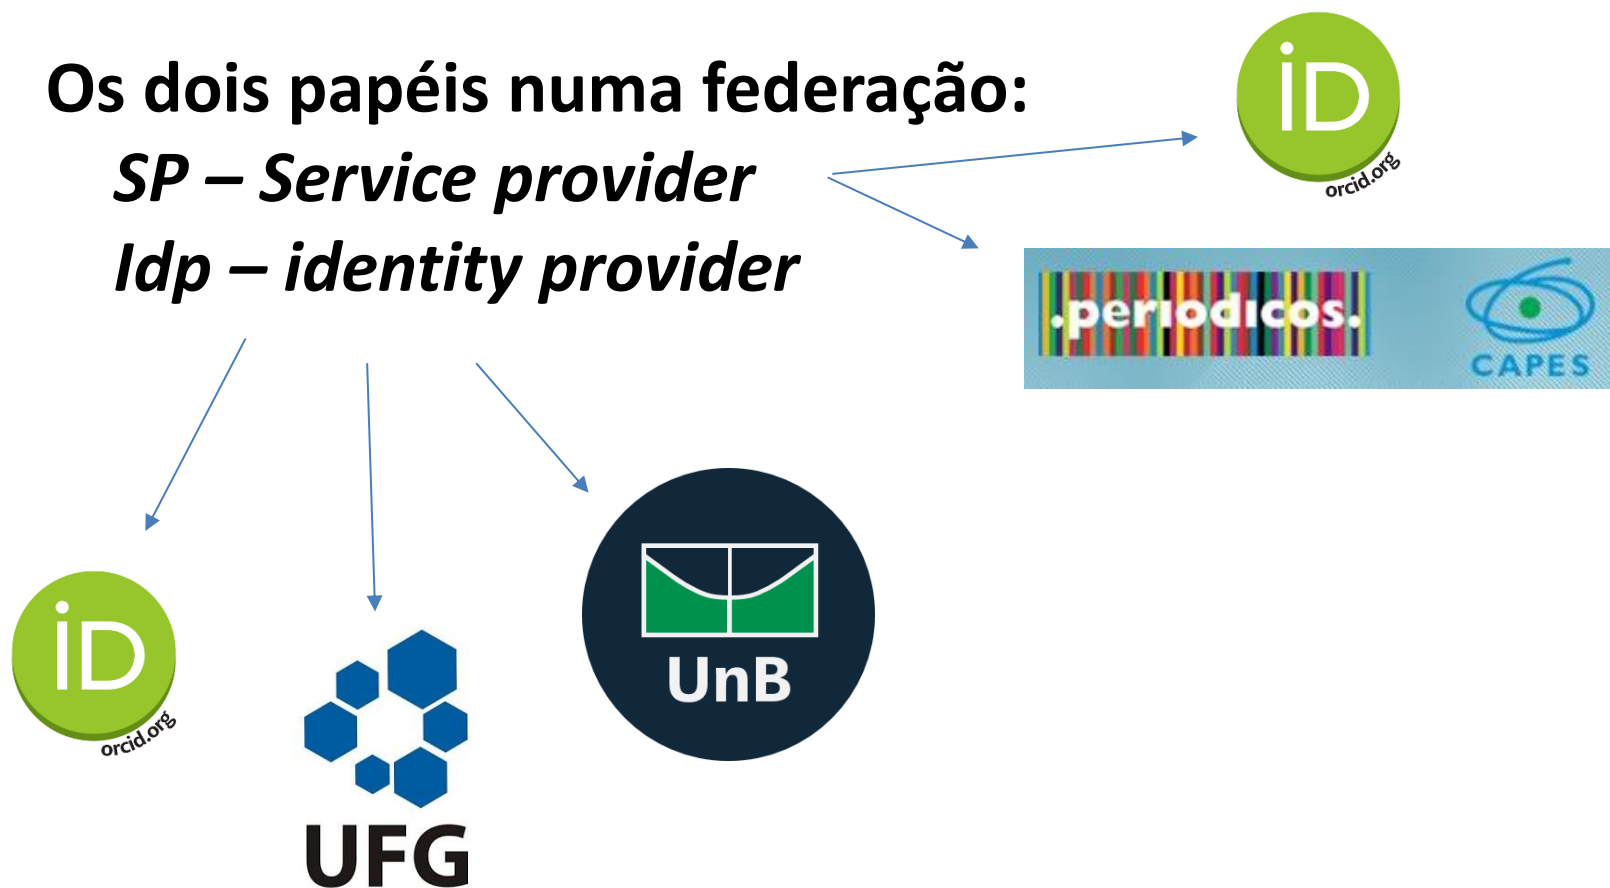 Os dois papéis numa federação:
SP – Service provider
Idp – identity provider
iD
orcid.org
.periodicos.
CAPES
iD
orcid.org
UFG
UnB